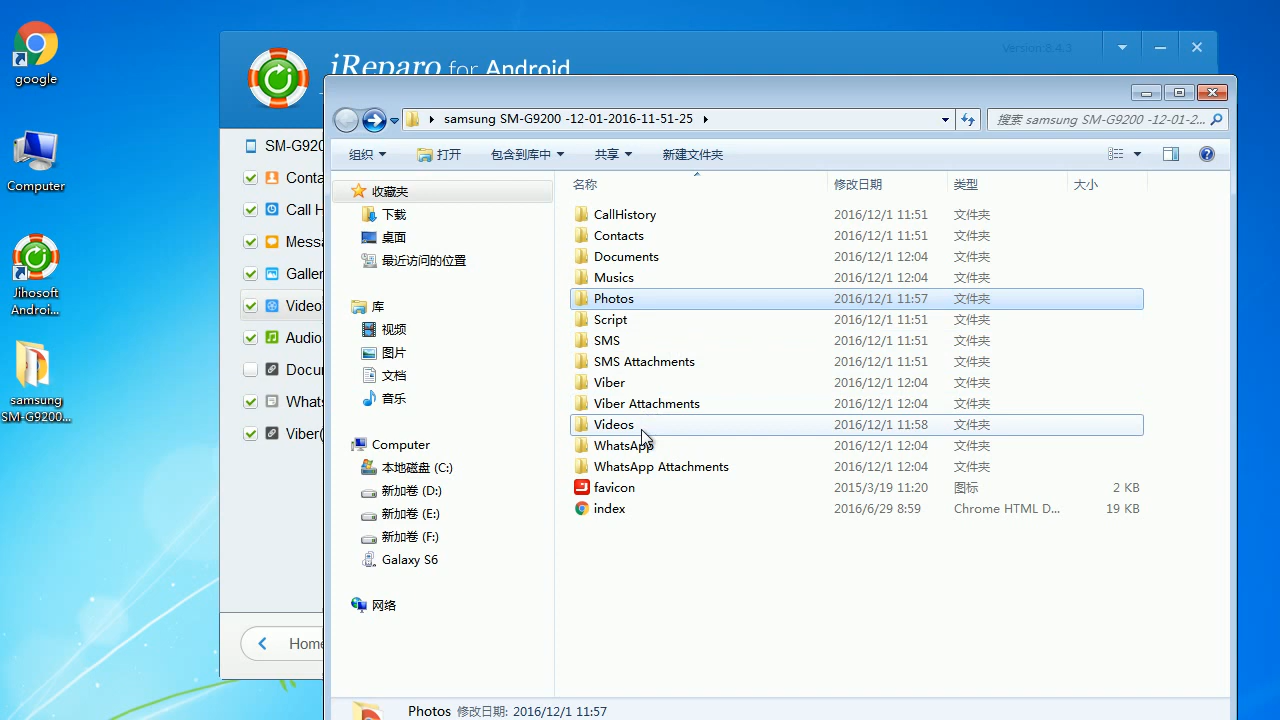 google
Computer
Jihosoft
Androi...
samsung
SM-G9200...
iReparo for Android
Version 8.4.3
SM-G920
Conta
Call H
Messa
Galler
Video
Audio
Docu
Whats
Viber(
Home
samsung SM-G9200 -12-01-2016-11-51-25
搜索 samsung SM-G9200 -12-01-2...
组织 打开 包含到库中 共享 新建文件夹
收藏夹
下载
桌面
最近访问的位置
库
视频
图片
文档
音乐
Computer
本地磁盘 (C:)
新加卷 (D:)
新加卷 (E:)
新加卷 (F:)
Galaxy S6
网络
名称 修改日期 类型 大小
CallHistory 2016/12/1 11:51 文件夹
Contacts 2016/12/1 11:51 文件夹
Documents 2016/12/1 12:04 文件夹
Musics 2016/12/1 12:04 文件夹
Photos 2016/12/1 11:57 文件夹
Script 2016/12/1 11:51 文件夹
SMS 2016/12/1 11:51 文件夹
SMS Attachments 2016/12/1 11:51 文件夹
Viber 2016/12/1 12:04 文件夹
Viber Attachments 2016/12/1 12:04 文件夹
Videos 2016/12/1 11:58 文件夹
WhatsApp 2016/12/1 12:04 文件夹
WhatsApp Attachments 2016/12/1 12:04 文件夹
favicon 2015/3/19 11:20 图标 2 KB
index 2016/6/29 8:59 Chrome HTML D... 19 KB
Photos 修改日期: 2016/12/1 11:57